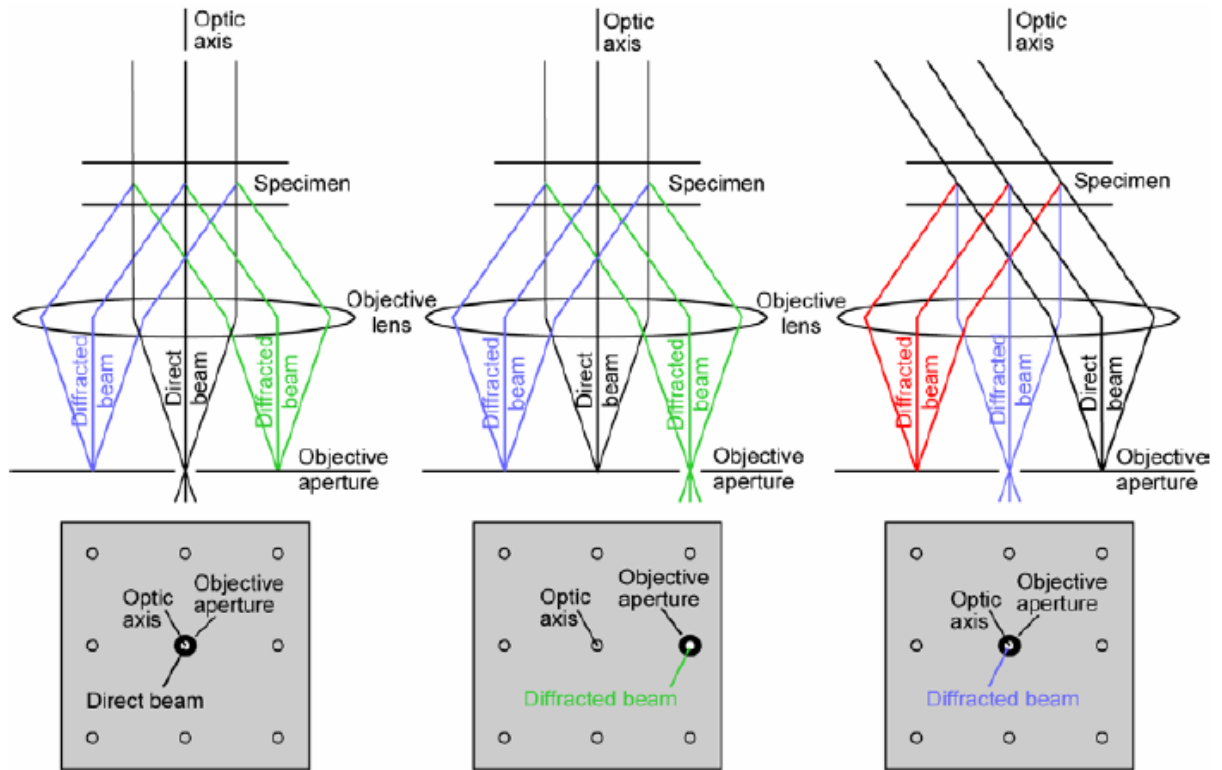 Optic
axis
Specimen
Objective
lens
Diffracted
beam
Direct
beam
Diffracted
beam
Objective
aperture
Optic
axis
Objective
aperture
Direct beam
Optic
axis
Specimen
Objective
lens
Diffracted
beam
Direct
beam
Diffracted
beam
Objective
aperture
Optic
axis
Objective
aperture
Diffracted beam
Optic
axis
Specimen
Objective
lens
Diffracted
beam
Diffracted
beam
Direct
beam
Objective
aperture
Optic
axis
Objective
aperture
Diffracted beam